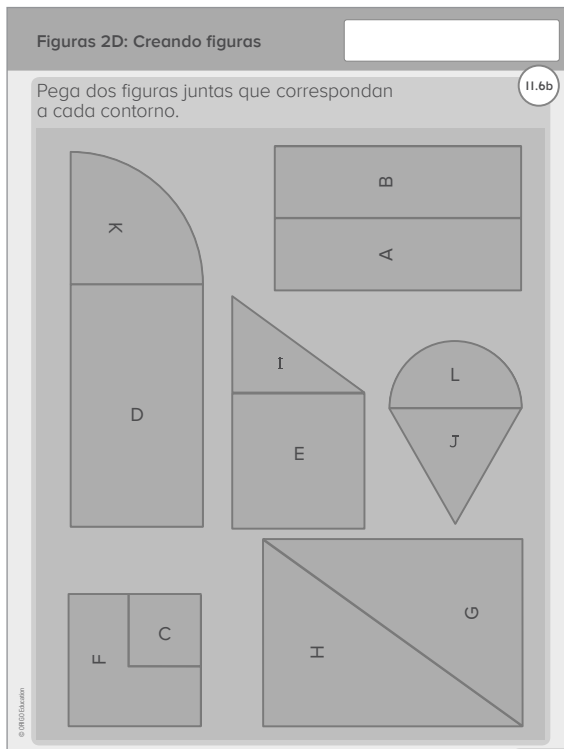 Figuras 2D: Creando figuras
11.6b
Pega dos figuras juntas que correspondan
a cada contorno.
K
B
A
D
I
E
L
J
F
C
H
G
© ORIGO Education